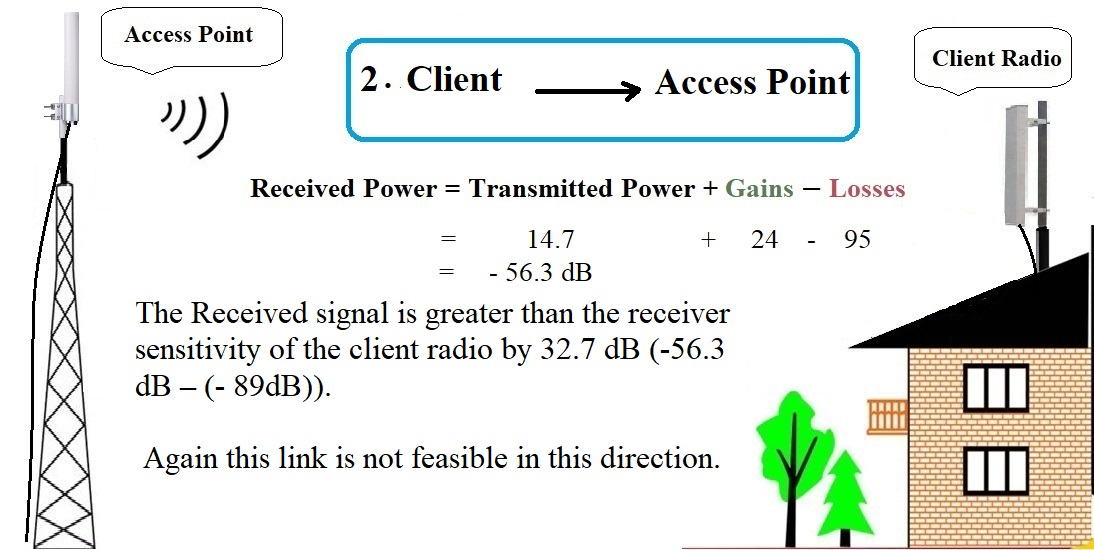 Access Point
Client Radio
2. Client → Access Point
Received Power = Transmitted Power + Gains – Losses
= 14.7 + 24 - 95
= - 56.3 dB
The Received signal is greater than the receiver
sensitivity of the client radio by 32.7 dB (-56.3
dB – (- 89dB)).
Again this link is not feasible in this direction.